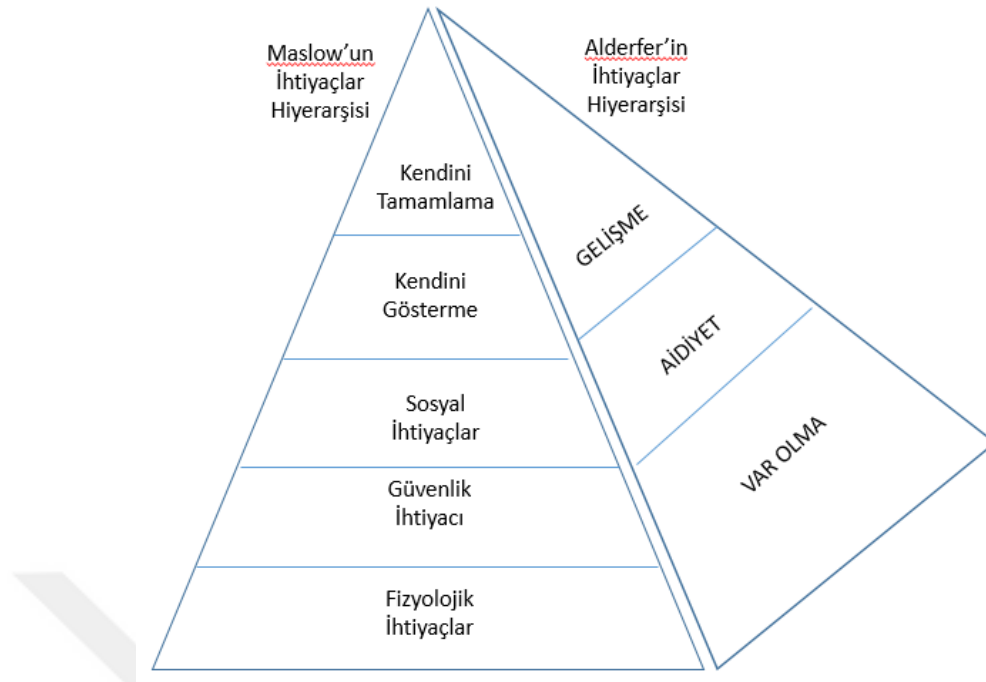 Maslow’un
İhtiyaçlar
Hiyerarşisi
Alderfer’in
İhtiyaçlar
Hiyerarşisi
Kendini
Tamamlama
Kendini
Gösterme
Sosyal
İhtiyaçlar
Güvenlik
İhtiyacı
Fizyolojik
İhtiyaçlar
GELİŞME
AİDİYET
VAR OLMA